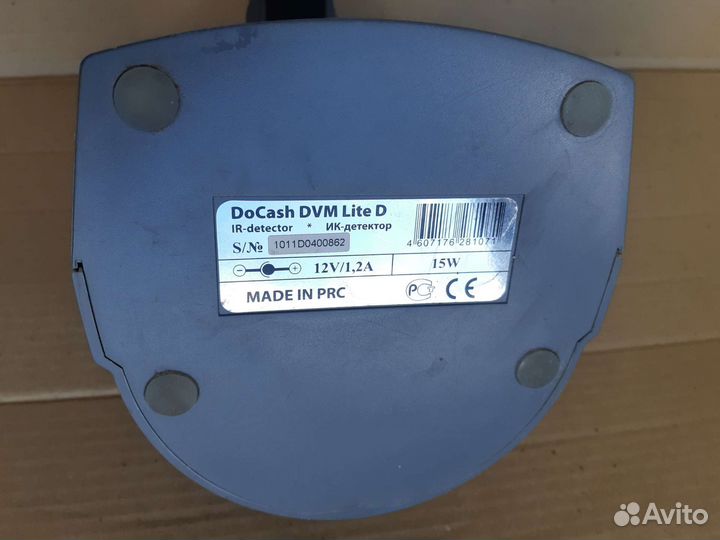 DoCash DVM Lite D
IR-detector * ИК-детектор
S/№ 1011D0400862
4 607176 281071
12V/1,2A 15W
MADE IN PRC РСТ CE
Avito